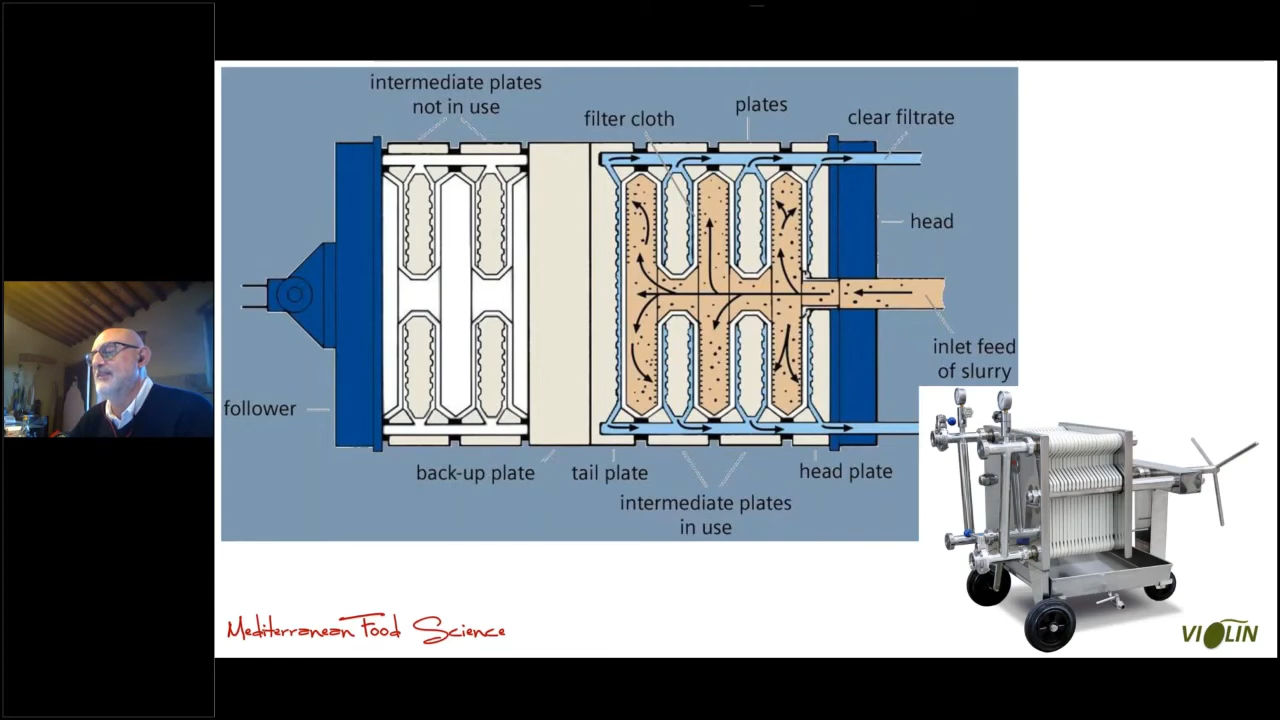 intermediate plates
not in use
filter cloth
plates
clear filtrate
head
inlet feed
of slurry
follower
back-up plate
tail plate
head plate
intermediate plates
in use
Mediterranean Food Science
VIOLIN